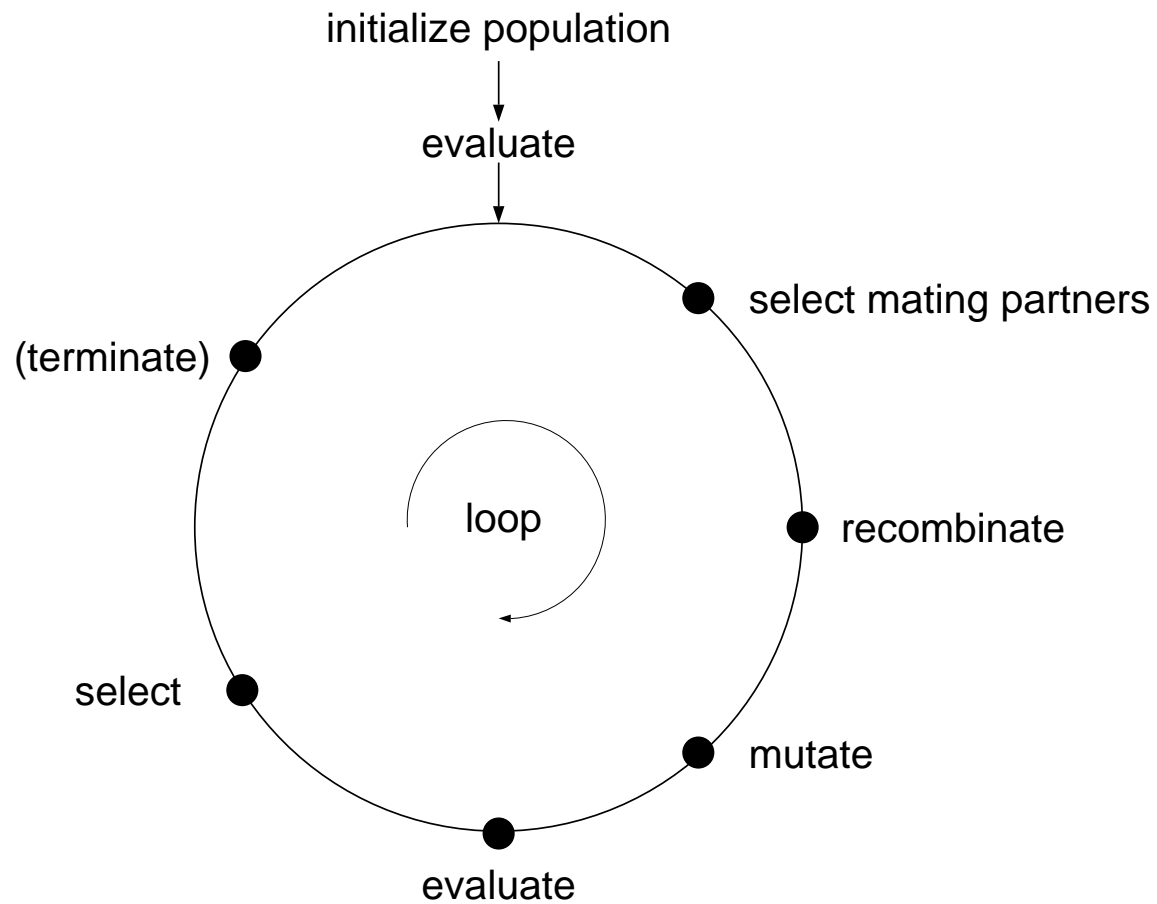 initialize population
evaluate
select mating partners
(terminate)
loop
recombinate
select
mutate
evaluate